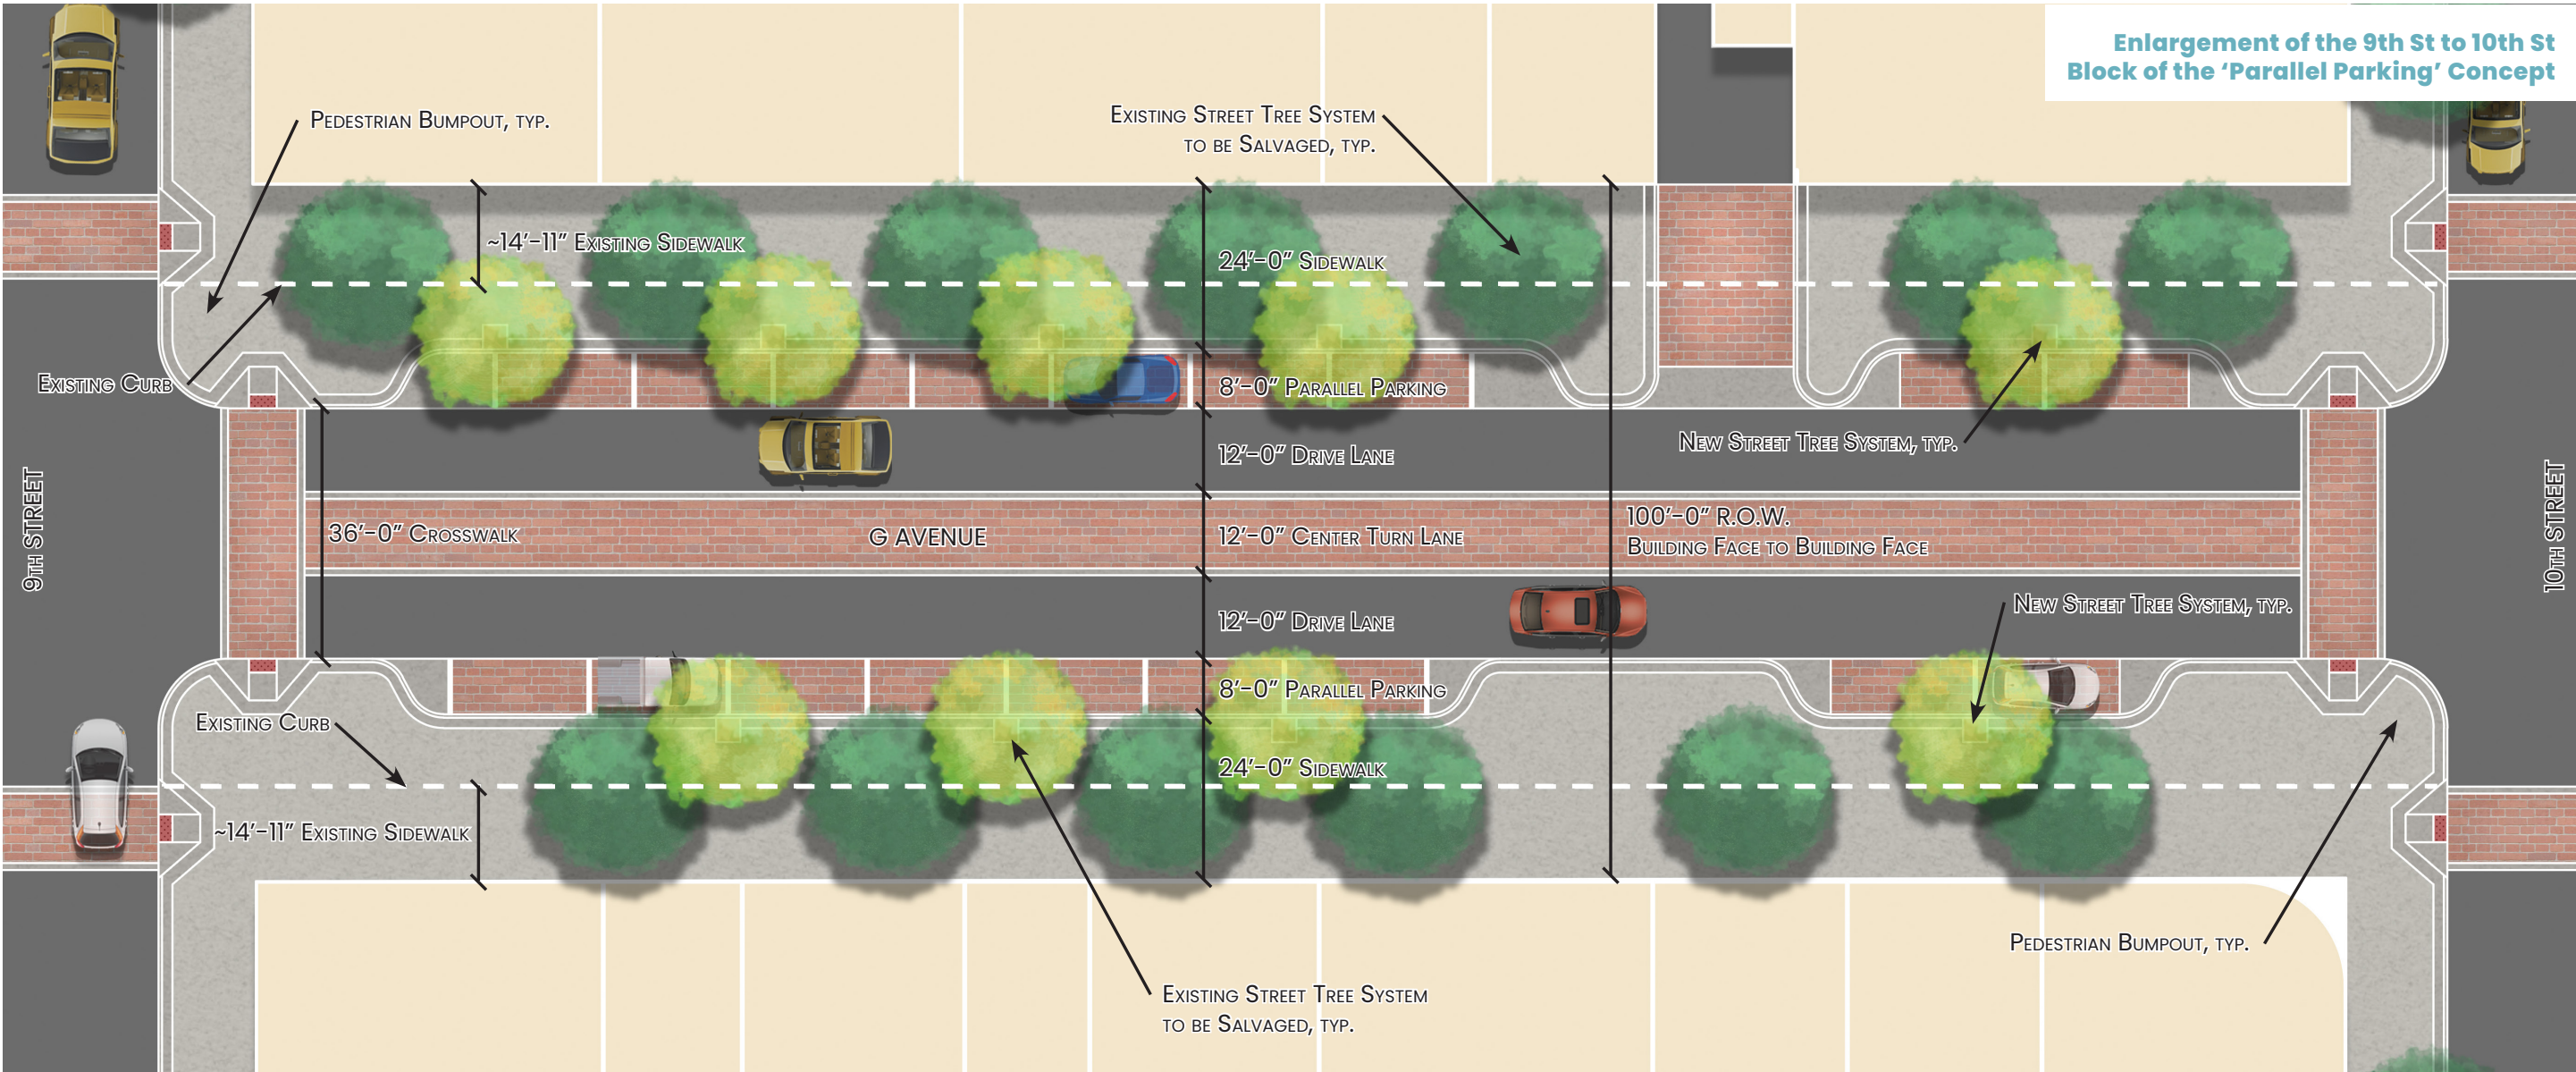 Enlargement of the 9th St to 10th St
Block of the ‘Parallel Parking’ Concept
Pedestrian Bumpout, typ.
Existing Street Tree System
to be Salvaged, typ.
~14’-11” Existing Sidewalk
24’-0” Sidewalk
Existing Curb
8’-0” Parallel Parking
New Street Tree System, typ.
12’-0” Drive Lane
9th Street
36’-0” Crosswalk
G AVENUE
12’-0” Center Turn Lane
100’-0” R.O.W.
Building Face to Building Face
10th Street
12’-0” Drive Lane
New Street Tree System, typ.
8’-0” Parallel Parking
Existing Curb
24’-0” Sidewalk
~14’-11” Existing Sidewalk
Pedestrian Bumpout, typ.
Existing Street Tree System
to be Salvaged, typ.